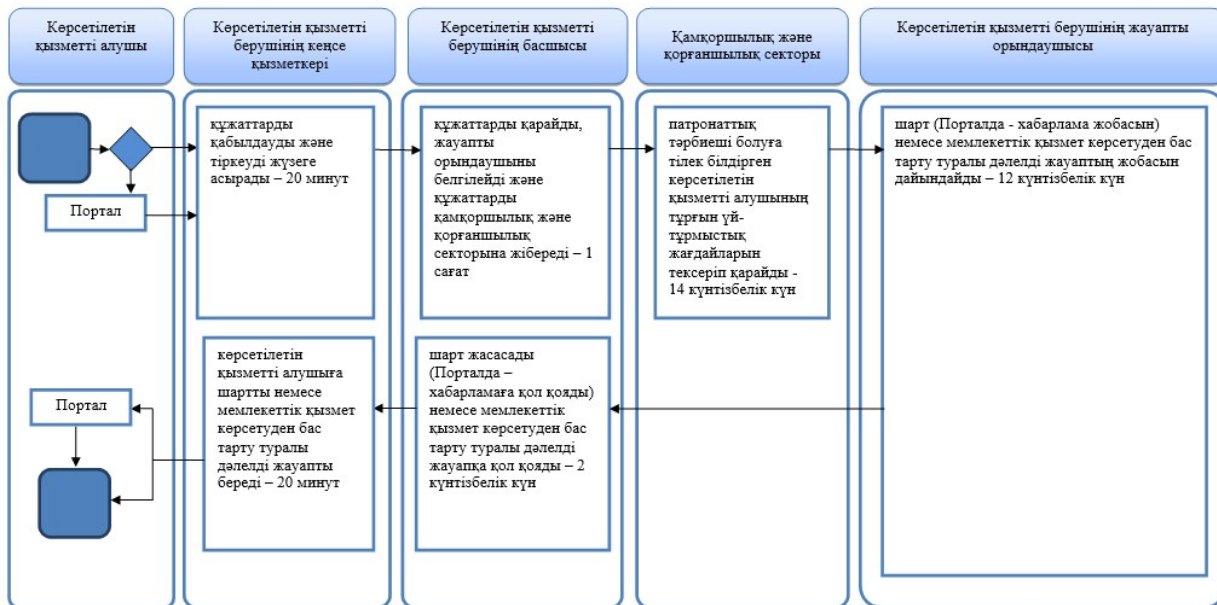 Көрсетілетін
қызметті алушы
Көрсетілетін қызметті
берушінің кеңсе
қызметкері
Көрсетілетін қызметті
берушінің басшысы
Қамқоршылық және
қорғаншылық секторы
Көрсетілетін қызметті берушінің жауапты
орындаушысы
Портал
құжаттарды
қабылдауды және
тіркеуді жүзеге
асырады – 20 минут
құжаттарды қарайды,
жауапты
орындаушыны
белгілейді және
құжаттарды
қамқоршылық және
қорғаншылық
секторына жібереді – 1
сағат
патронаттық
тәрбиеші болуға
тілек білдірген
көрсетілетін
қызметті алушының
тұрғын үй-
тұрмыстық
жағдайларын
тексеріп қарайды -
14 күнтізбелік күн
шарт (Порталда - хабарлама жобасын)
немесе мемлекеттік қызмет көрсетуден бас
тарту туралы дәлелді жауаптың жобасын
дайындайды – 12 күнтізбелік күн
Портал
көрсетілетін
қызметті алушыға
шартты немесе
мемлекеттік қызмет
көрсетуден бас
тарту туралы
дәлелді жауапты
береді – 20 минут
шарт жасасады
(Порталда –
хабарламаға қол қояды)
немесе мемлекеттік
қызмет көрсетуден бас
тарту туралы дәлелді
жауапқа қол қояды – 2
күнтізбелік күн